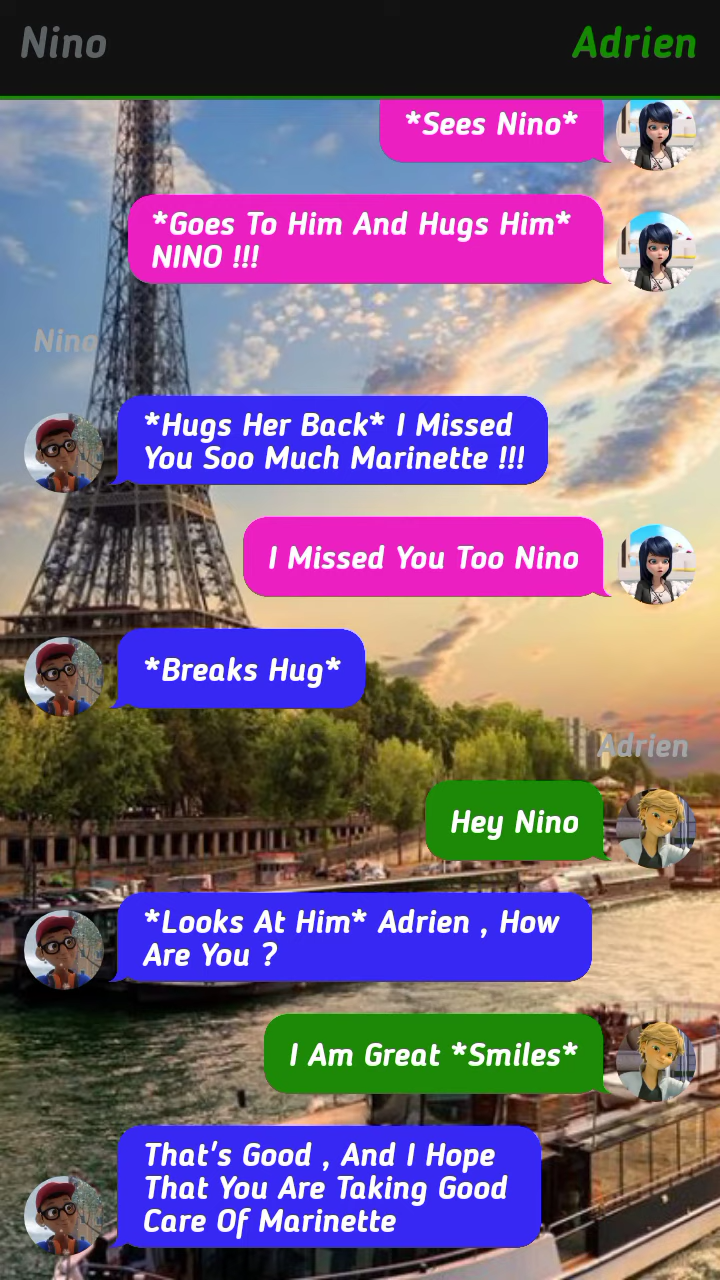 Nino
Adrien
*Sees Nino*
*Goes To Him And Hugs Him*
NINO !!!
Nino
*Hugs Her Back* I Missed
You Soo Much Marinette !!!
I Missed You Too Nino
*Breaks Hug*
Adrien
Hey Nino
*Looks At Him* Adrien , How
Are You ?
I Am Great *Smiles*
That's Good , And I Hope
That You Are Taking Good
Care Of Marinette